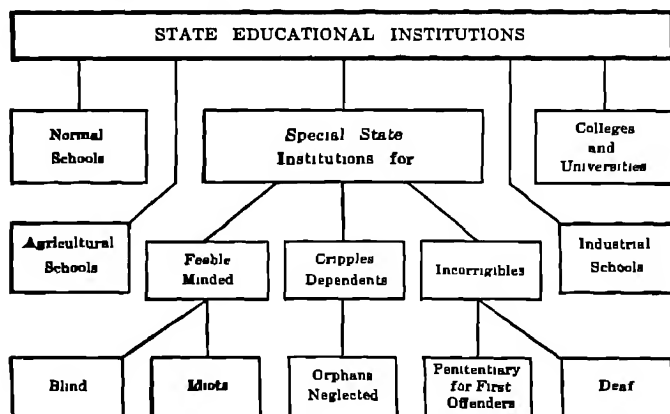 STATE EDUCATIONAL INSTITUTIONS
Normal
Schools
Special State
Institutions for
Colleges
and
Universities
Agricultural
Schools
Feeble
Minded
Cripples
Dependents
Incorrigibles
Industrial
Schools
Blind
Idiots
Orphans
Neglected
Penitentiary
for First
Offenders
Deaf